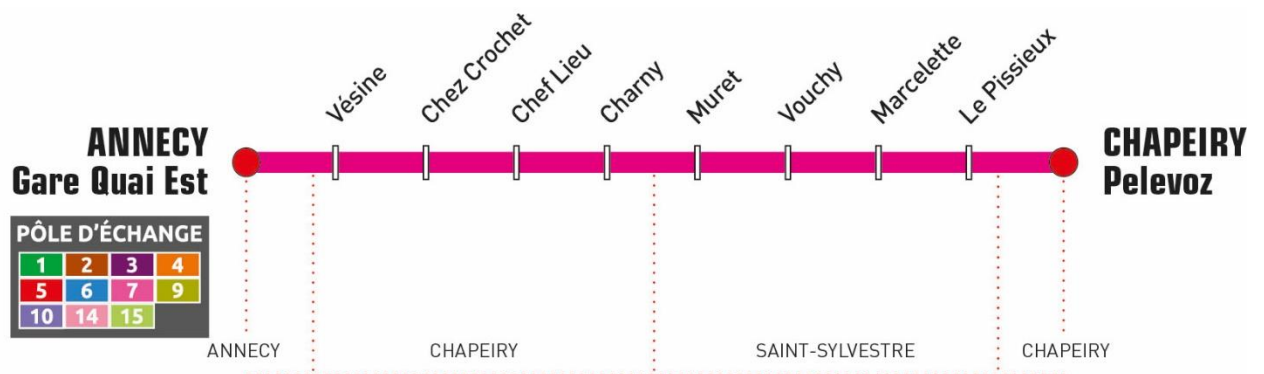 Vésine
Chez Crochet
Chef Lieu
Charny
Muret
Vouchy
Marcelette
Le Pissieux
ANNECY
Gare Quai Est
CHAPEIRY
Pelevoz
PÔLE D'ÉCHANGE
1 2 3 4
5 6 7 9
10 14 15
ANNECY CHAPEIRY SAINT-SYLVESTRE CHAPEIRY